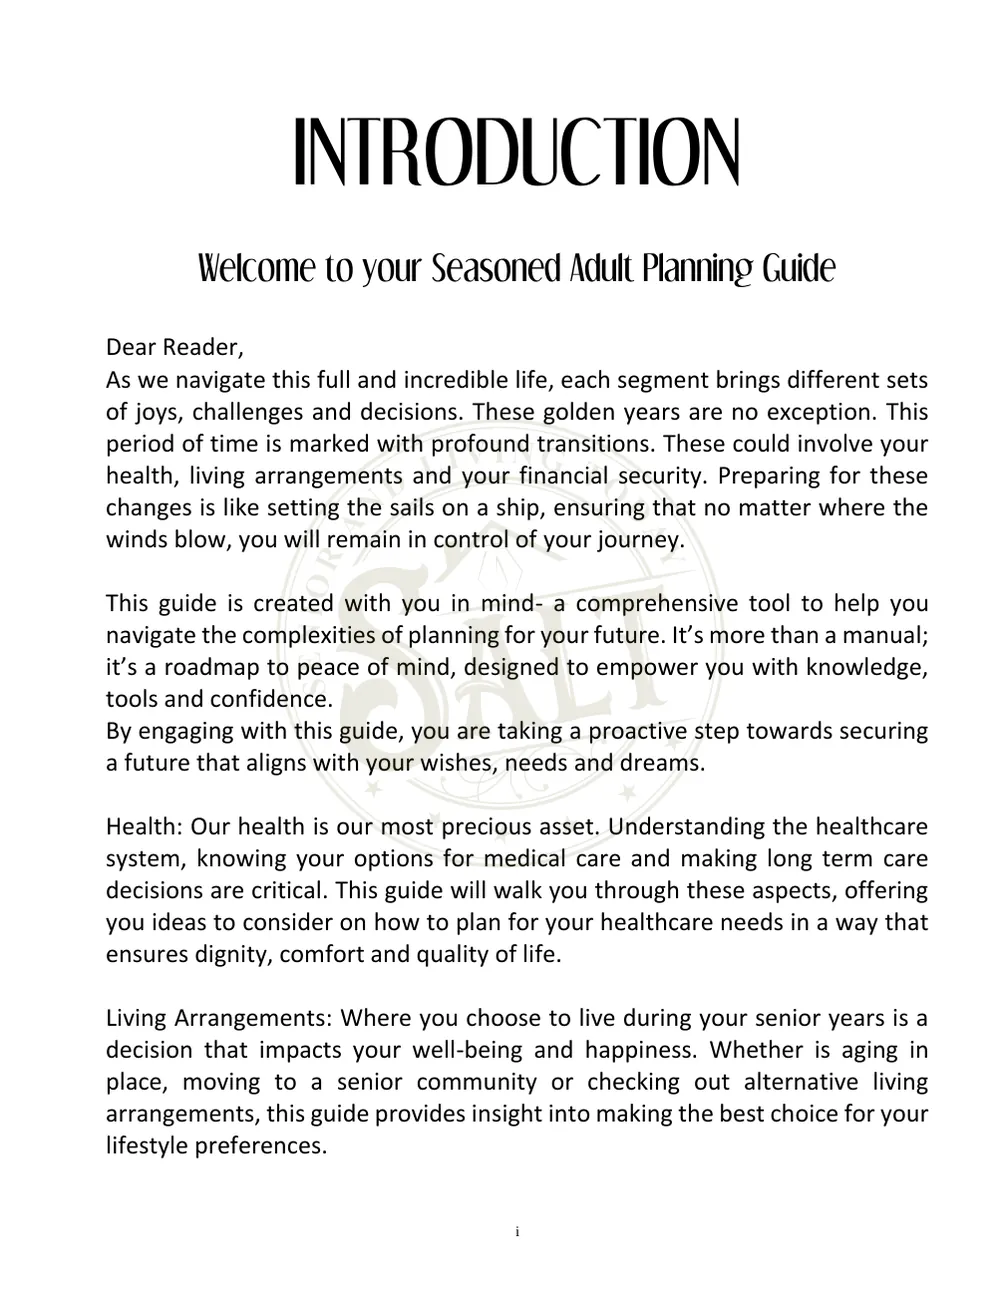 INTRODUCTION
Welcome to your Seasoned Adult Planning Guide
Dear Reader,
As we navigate this full and incredible life, each segment brings different sets
of joys, challenges and decisions. These golden years are no exception. This
period of time is marked with profound transitions. These could involve your
health, living arrangements and your financial security. Preparing for these
changes is like setting the sails on a ship, ensuring that no matter where the
winds blow, you will remain in control of your journey.
This guide is created with you in mind- a comprehensive tool to help you
navigate the complexities of planning for your future. It’s more than a manual;
it’s a roadmap to peace of mind, designed to empower you with knowledge,
tools and confidence.
By engaging with this guide, you are taking a proactive step towards securing
a future that aligns with your wishes, needs and dreams.
Health: Our health is our most precious asset. Understanding the healthcare
system, knowing your options for medical care and making long term care
decisions are critical. This guide will walk you through these aspects, offering
you ideas to consider on how to plan for your healthcare needs in a way that
ensures dignity, comfort and quality of life.
Living Arrangements: Where you choose to live during your senior years is a
decision that impacts your well-being and happiness. Whether is aging in
place, moving to a senior community or checking out alternative living
arrangements, this guide provides insight into making the best choice for your
lifestyle preferences.
SALT
i